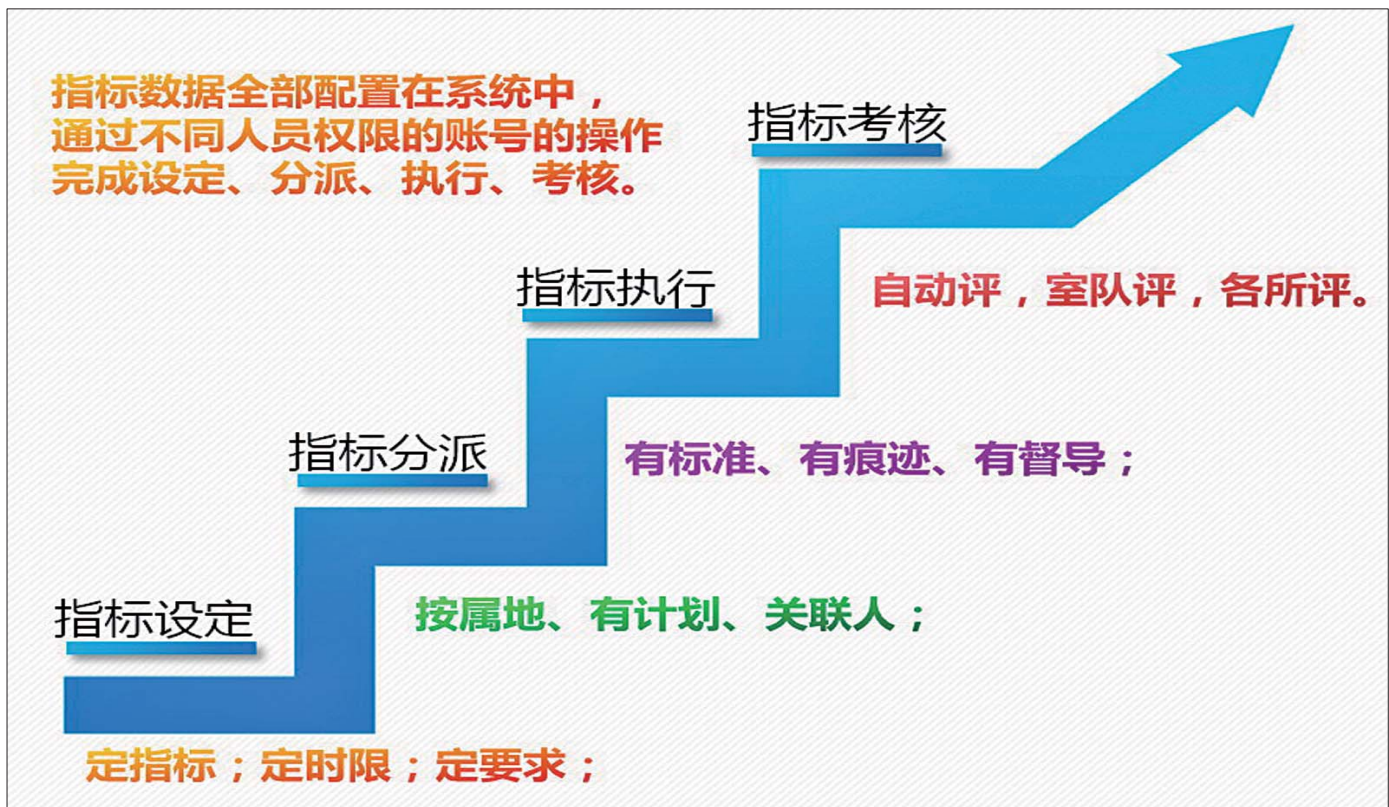 指标数据全部配置在系统中，
通过不同人员权限的账号的操作
完成设定、分派、执行、考核。
指标考核
自动评，室队评，各所评。
指标执行
有标准、有痕迹、有督导；
指标分派
按属地、有计划、关联人；
指标设定
定指标；定时限；定要求；